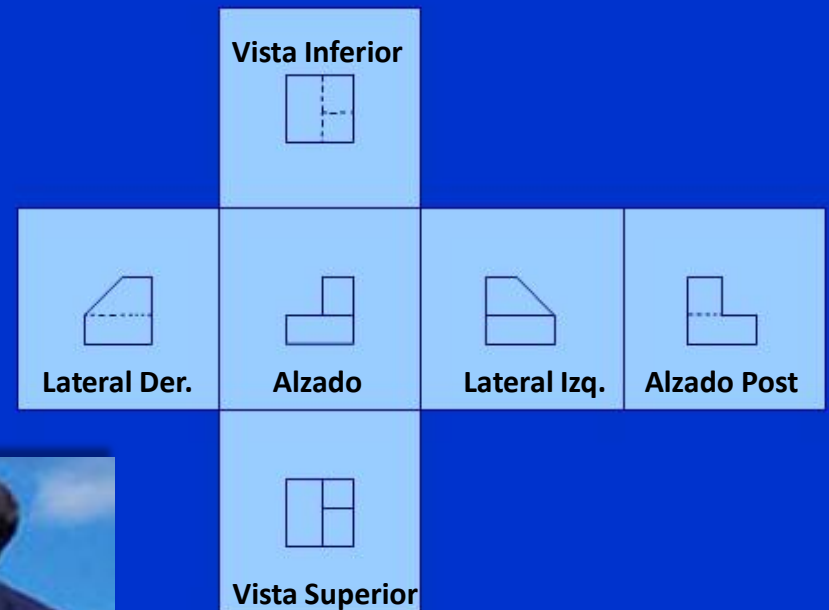 Vista Inferior
Lateral Der.
Alzado
Lateral Izq.
Alzado Post
Vista Superior